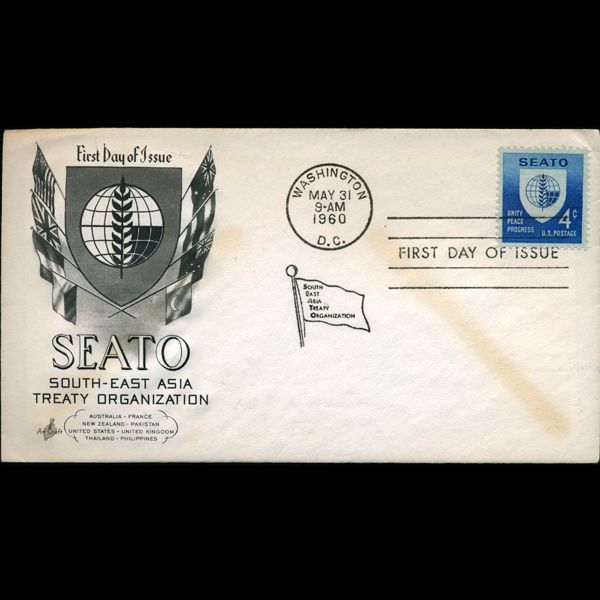 First Day of Issue
SEATO
SOUTH-EAST ASIA
TREATY ORGANIZATION
AUSTRALIA - FRANCE
NEW ZEALAND - PAKISTAN
UNITED STATES - UNITED KINGDOM
THAILAND - PHILIPPINES
Art Craft
WASHINGTON
MAY 31
9-AM
1960
D.C.
SOUTH
EAST
ASIA
TREATY
ORGANIZATION
SEATO
UNITY
PEACE
PROGRESS
4¢
U.S. POSTAGE
FIRST DAY OF ISSUE